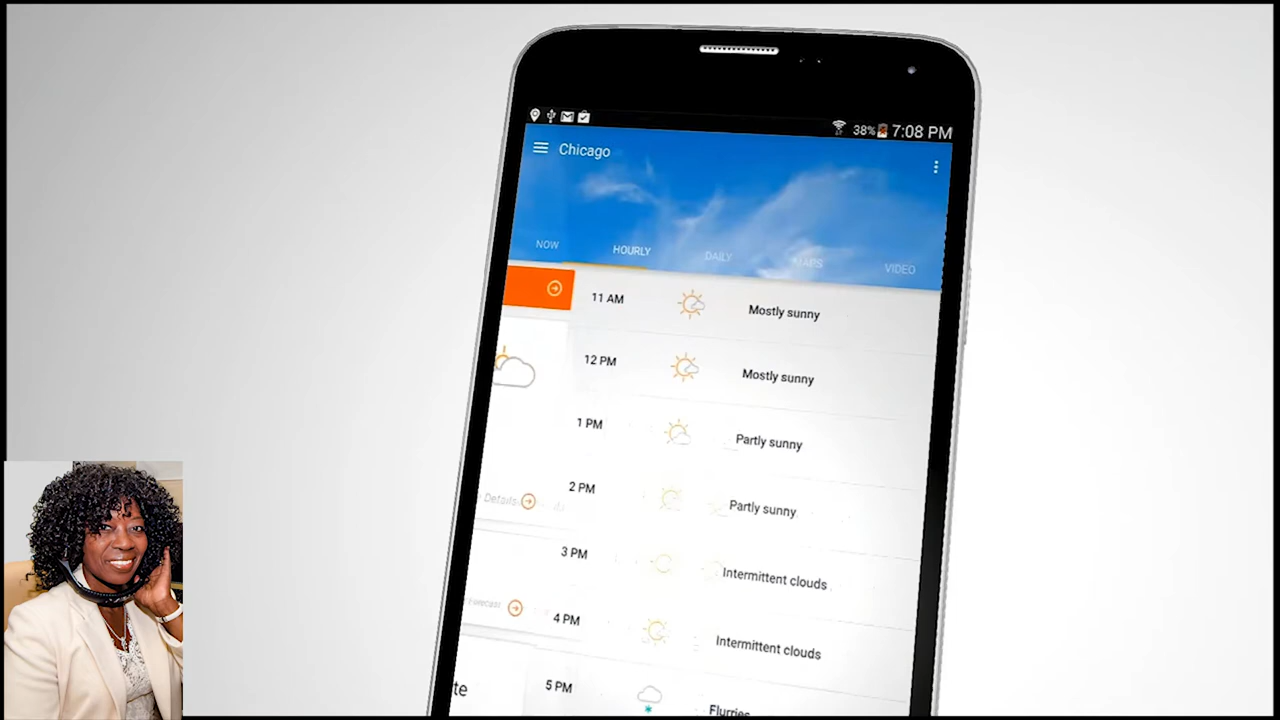 38% 7:08 PM
Chicago
NOW HOURLY DAILY MAPS VIDEO
11 AM Mostly sunny
12 PM Mostly sunny
1 PM Partly sunny
2 PM Partly sunny
Details
3 PM Intermittent clouds
4 PM Intermittent clouds
te
5 PM Flurries